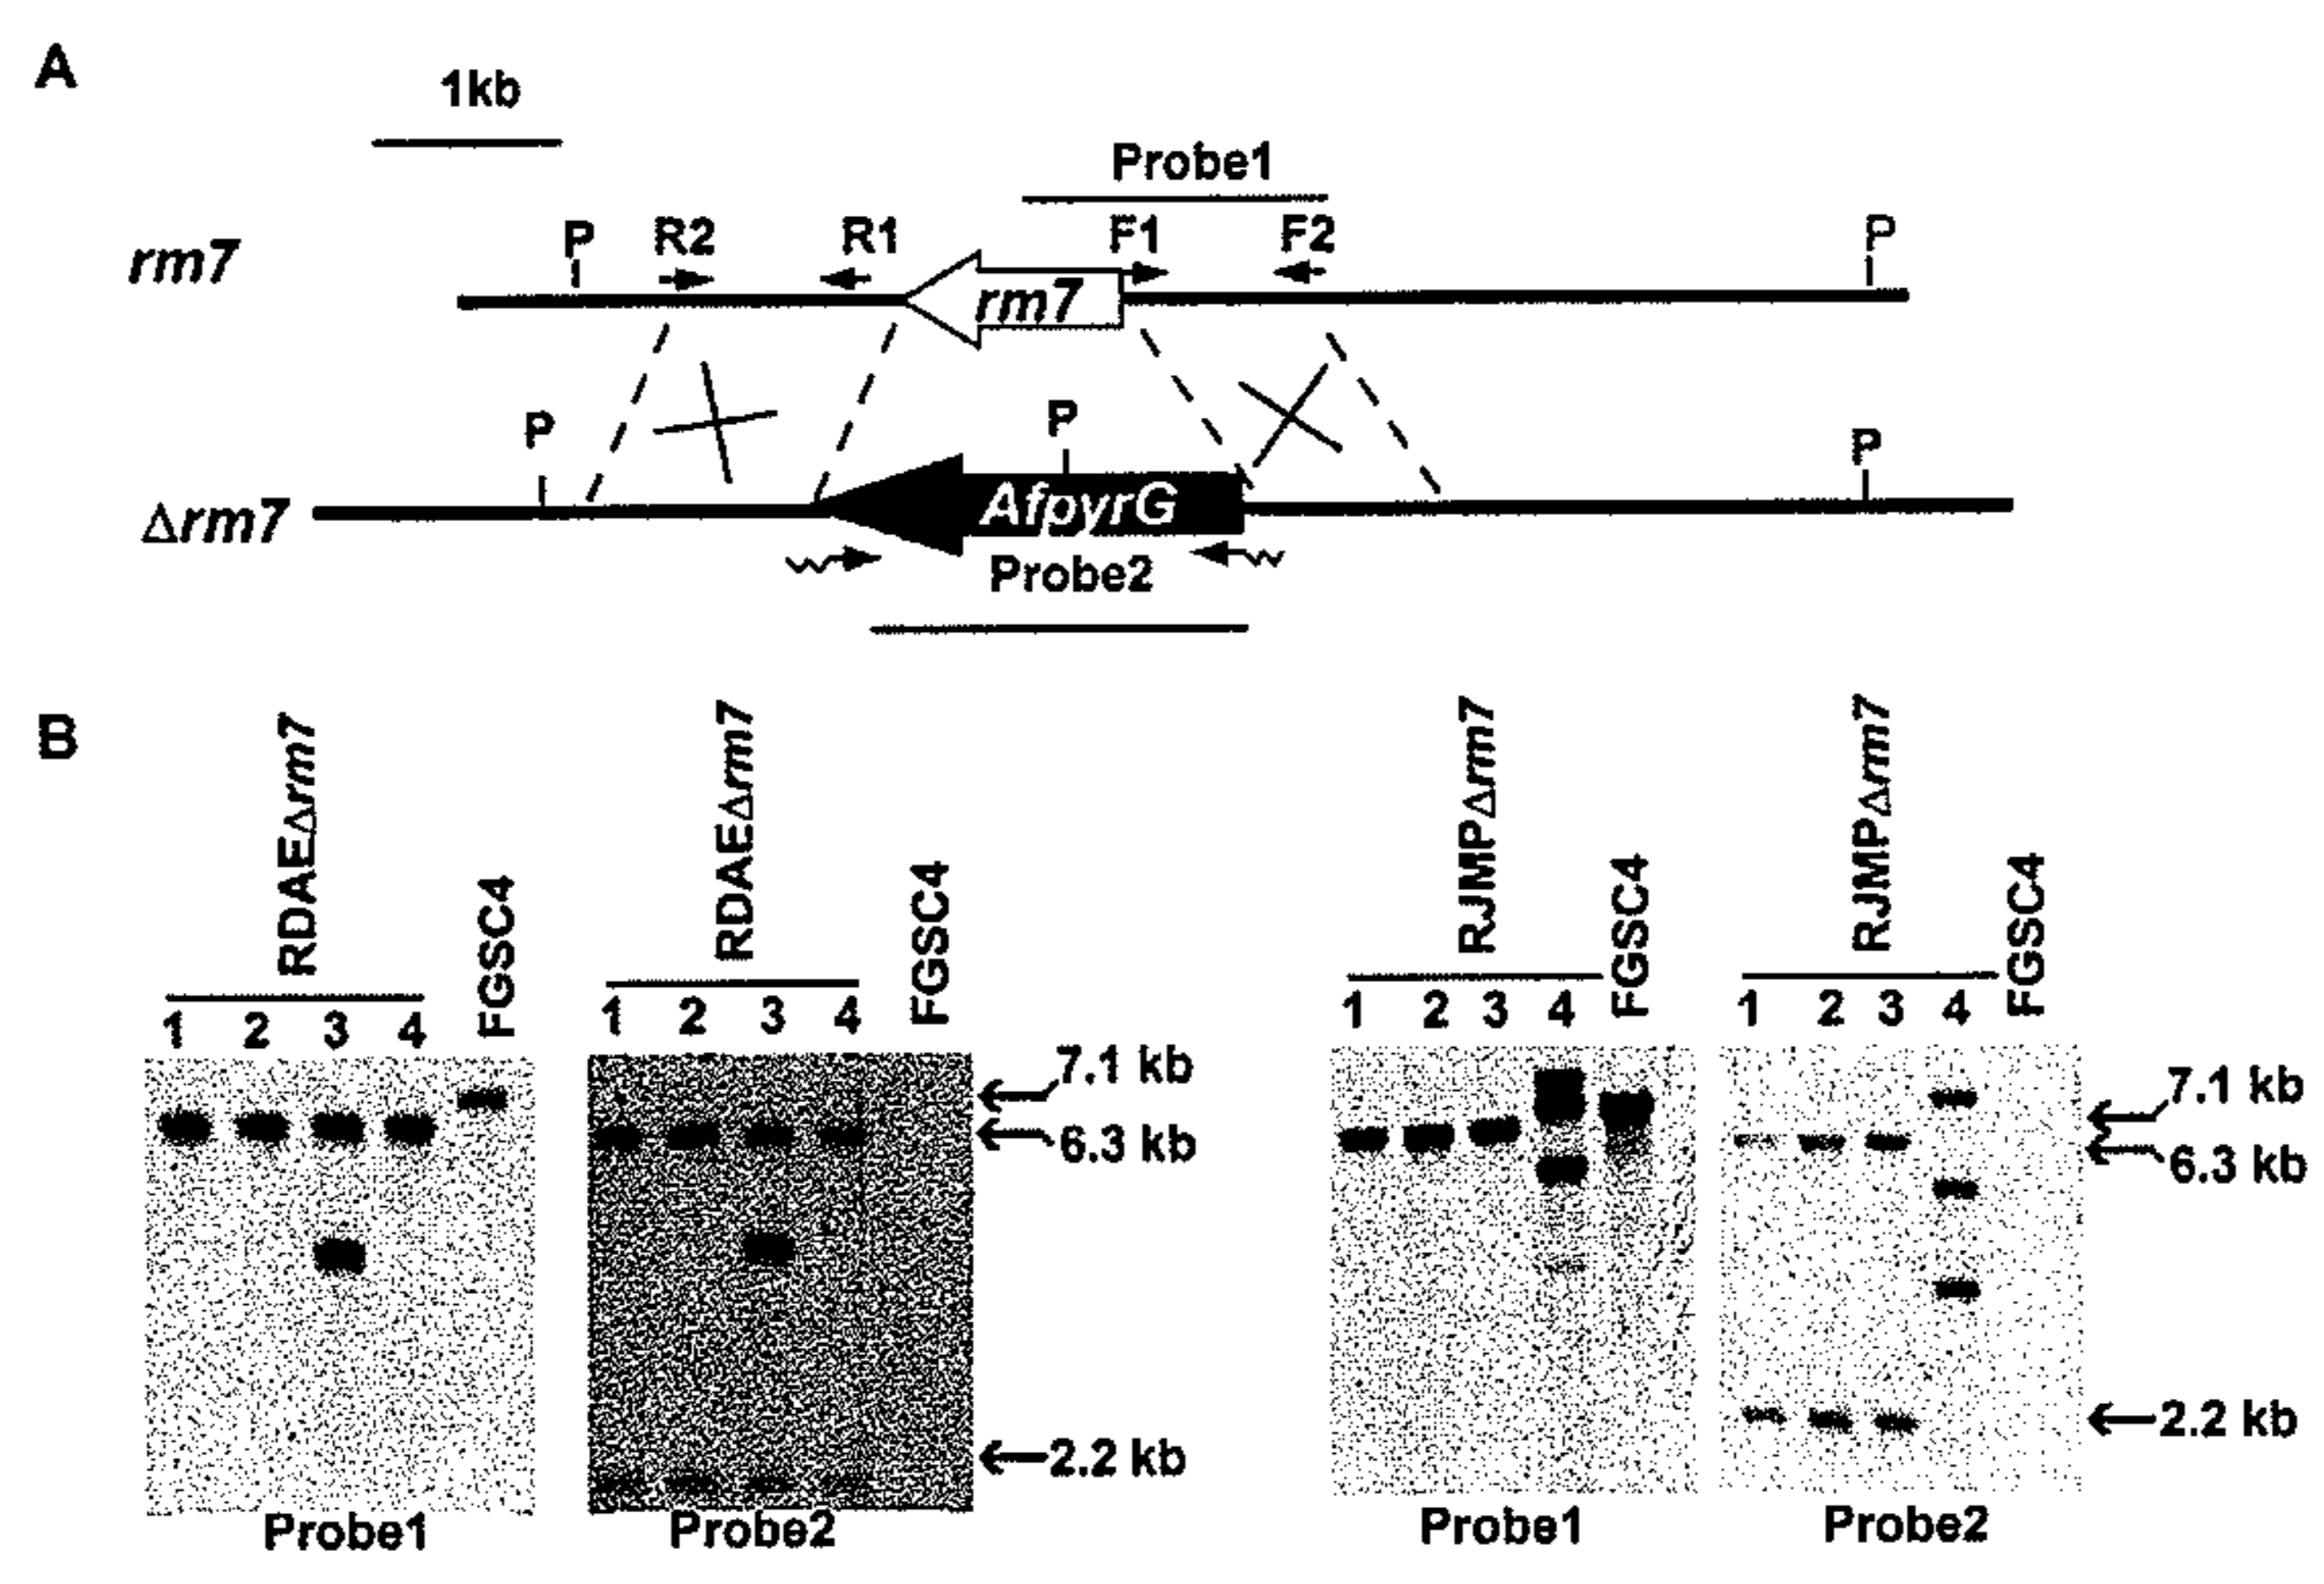 A
1kb
Probe1
P R2 R1 F1 F2 P
rm7
rm7
P P P
Δrm7
AfpyrG
Probe2
B
RDAEΔrm7
FGSC4
1 2 3 4
RDAEΔrm7
FGSC4
1 2 3 4
7.1 kb
6.3 kb
2.2 kb
Probe1
Probe2
RJMPΔrm7
FGSC4
1 2 3 4
RJMPΔrm7
FGSC4
1 2 3 4
7.1 kb
6.3 kb
2.2 kb
Probe1
Probe2